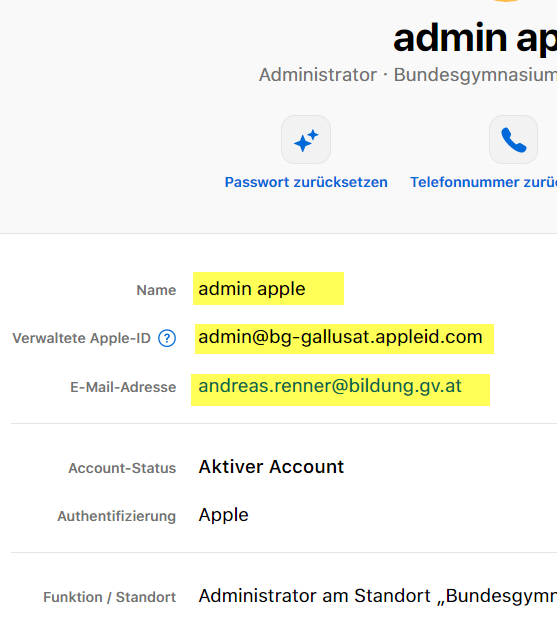 admin ap
Administrator · Bundesgymnasium
Passwort zurücksetzen Telefonnummer zurü
Name admin apple
Verwaltete Apple-ID ? admin@bg-gallusat.appleid.com
E-Mail-Adresse andreas.renner@bildung.gv.at
Account-Status Aktiver Account
Authentifizierung Apple
Funktion / Standort Administrator am Standort „Bundesgymn